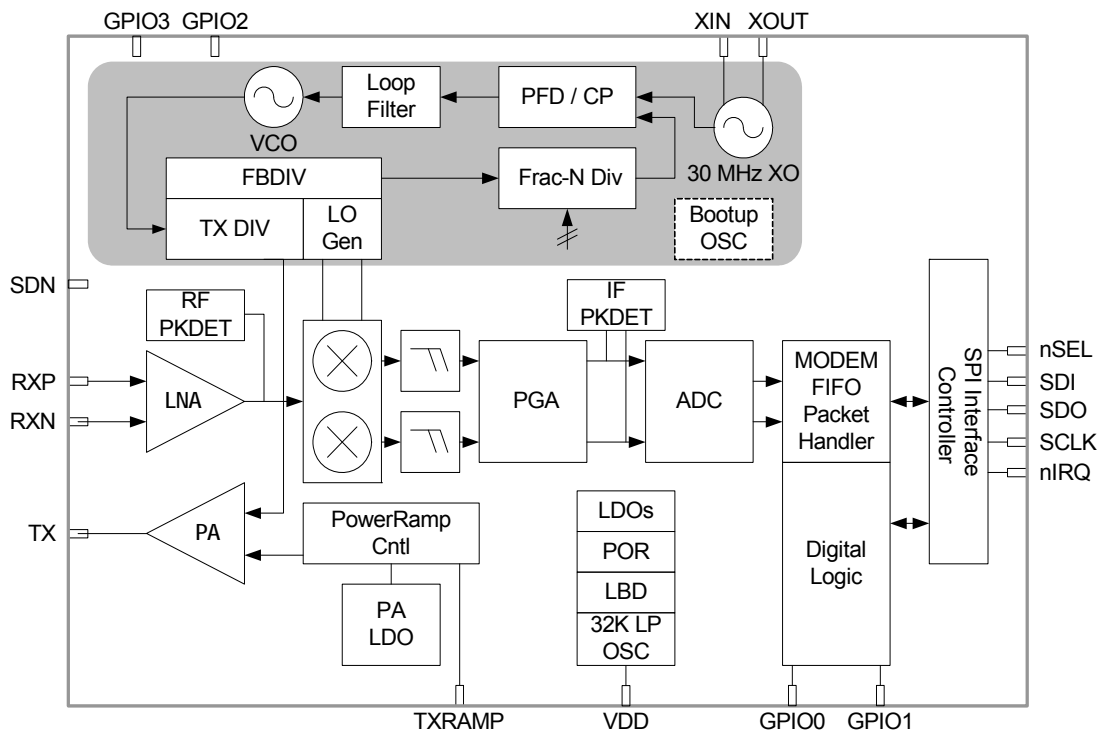 GPIO3 GPIO2
XIN XOUT
Loop
Filter
PFD / CP
VCO
30 MHz XO
FBDIV
Frac-N Div
TX DIV
LO
Gen
Bootup
OSC
SDN
RF
PKDET
IF
PKDET
RXP
RXN
LNA
PGA
ADC
MODEM
FIFO
Packet
Handler
SPI Interface
Controller
nSEL
SDI
SDO
SCLK
nIRQ
TX
PA
PowerRamp
Cntl
PA
LDO
LDOs
POR
LBD
32K LP
OSC
Digital
Logic
TXRAMP
VDD
GPIO0
GPIO1